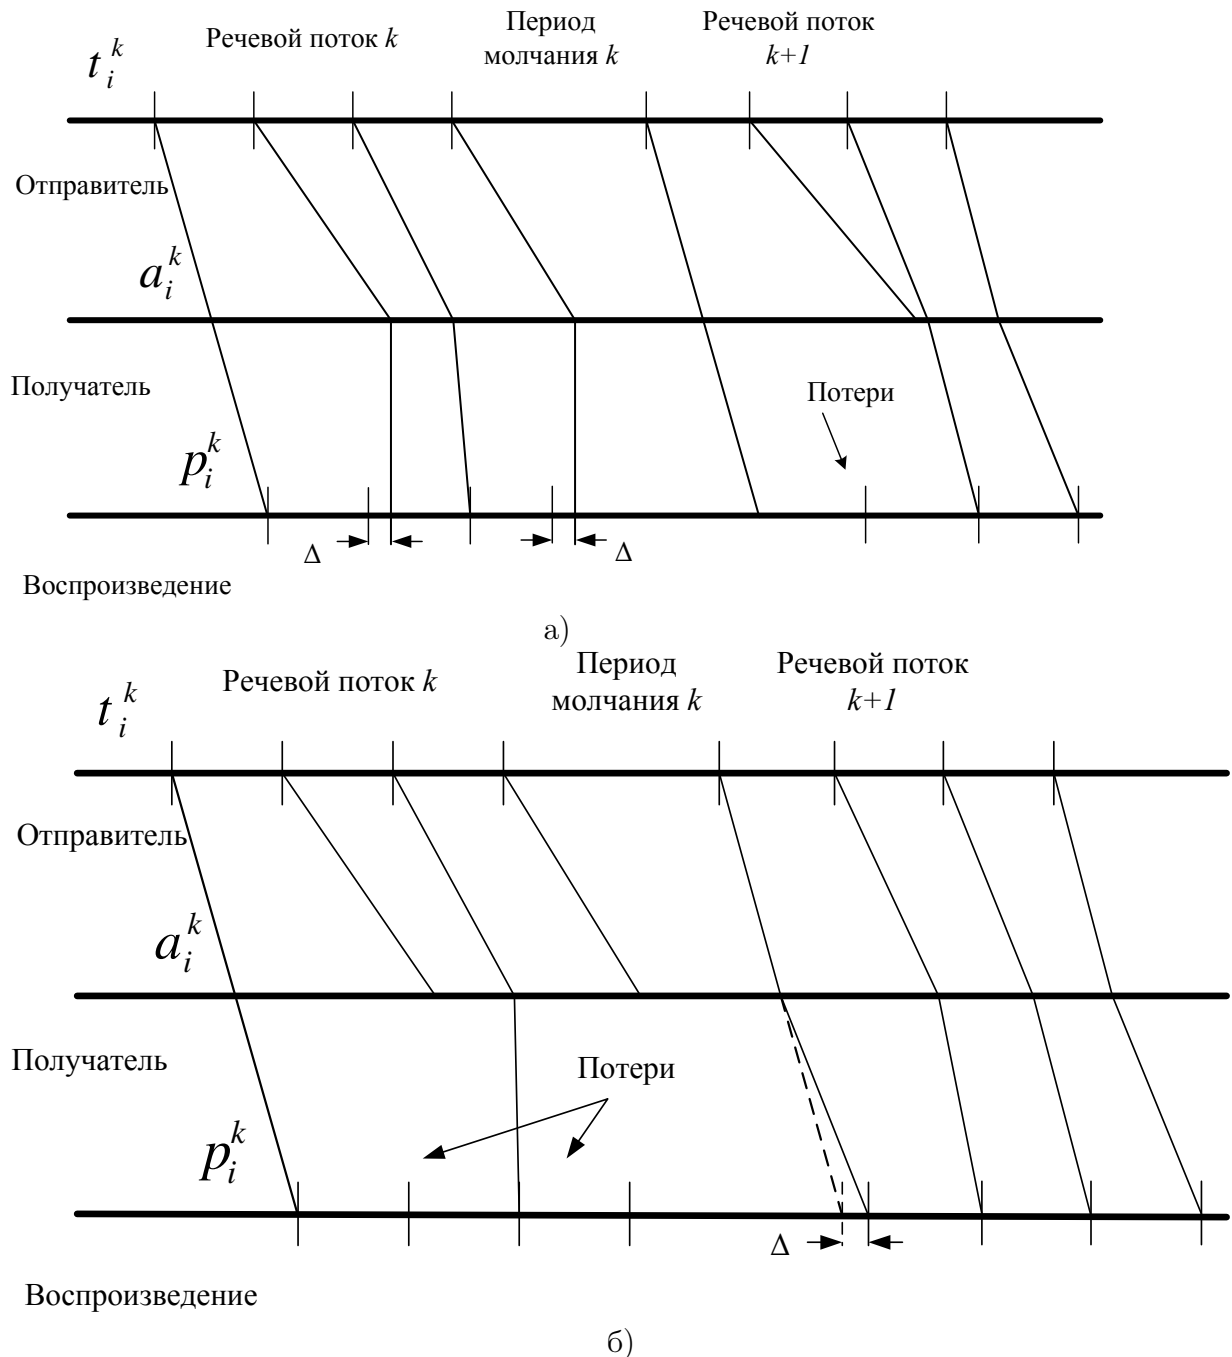 Речевой поток k
Период
молчания k
Речевой поток
k+1
t_i^k
Отправитель
a_i^k
Получатель
Потери
p_i^k
Δ
Δ
Воспроизведение
а)
Речевой поток k
Период
молчания k
Речевой поток
k+1
t_i^k
Отправитель
a_i^k
Получатель
Потери
p_i^k
Δ
Воспроизведение
б)